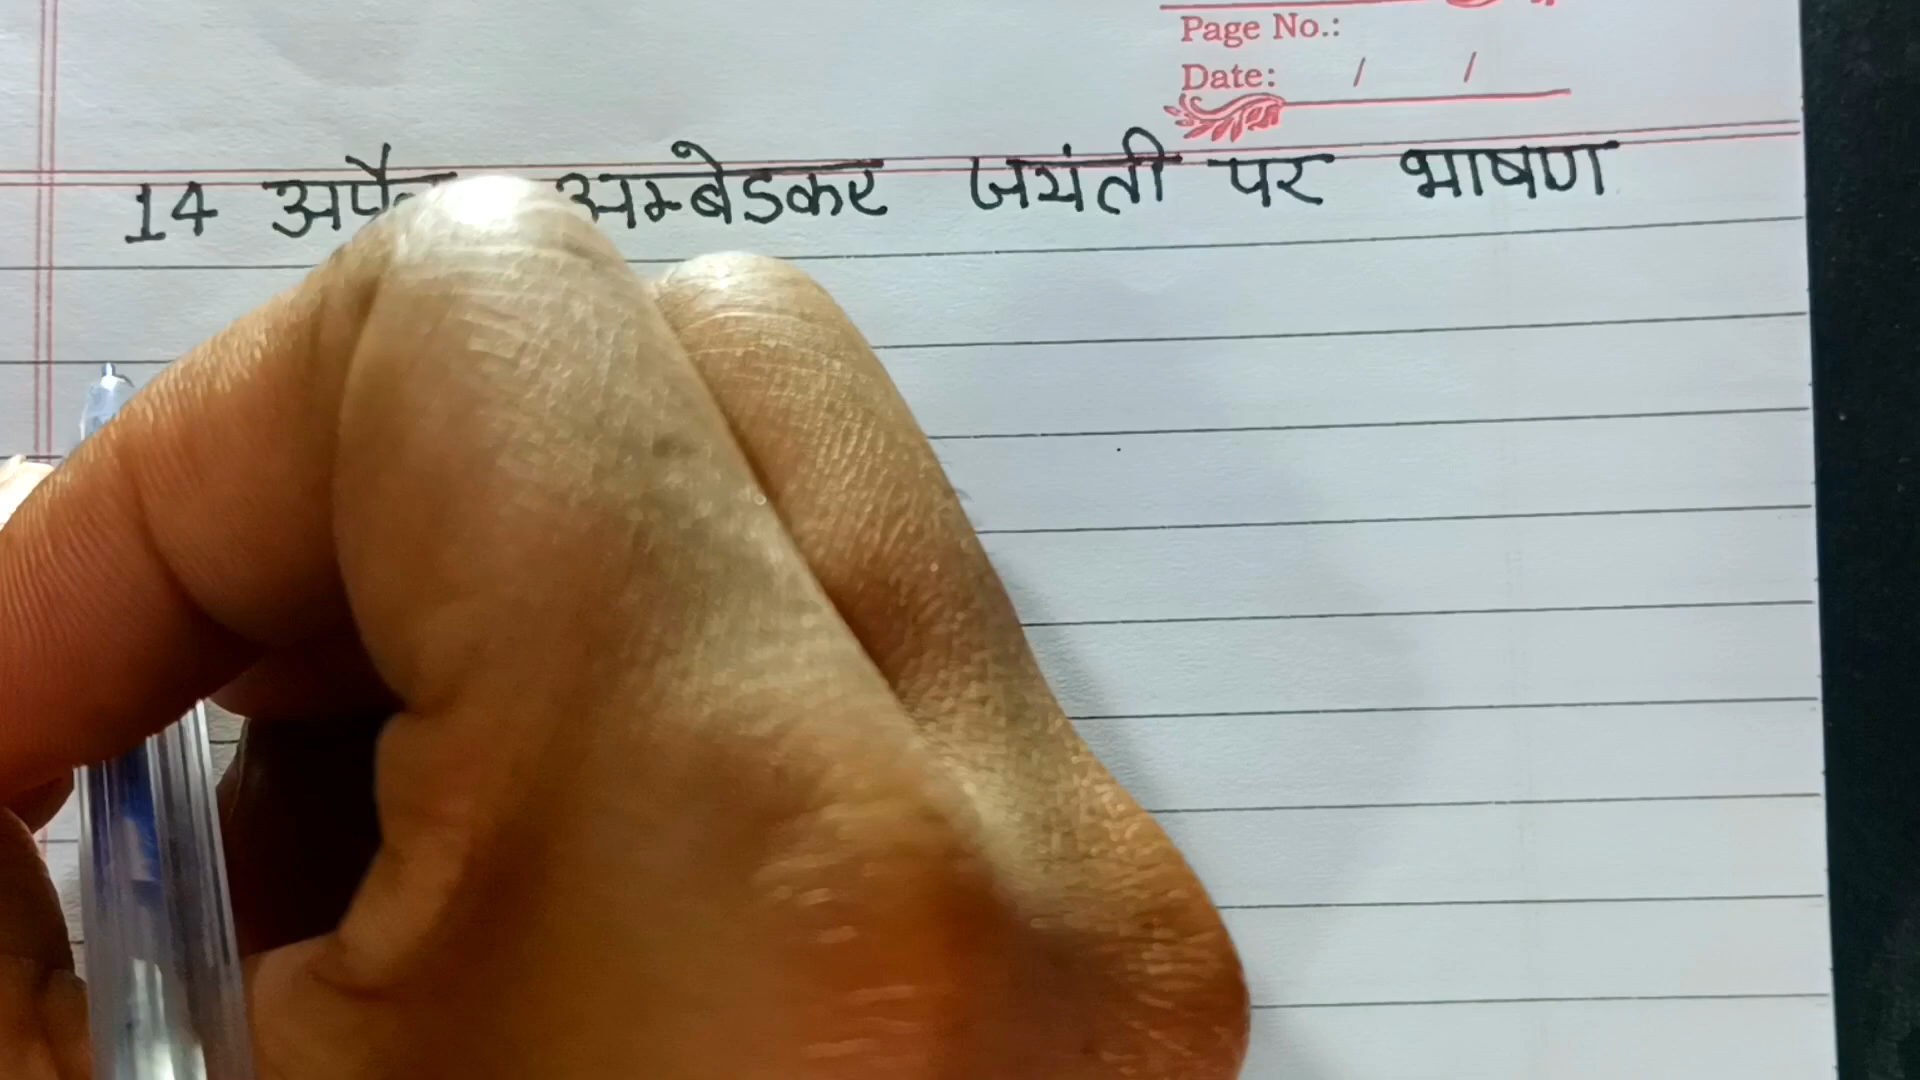 Page No.:
Date: / /
14 अम्बेडकर जयंती पर भाषण